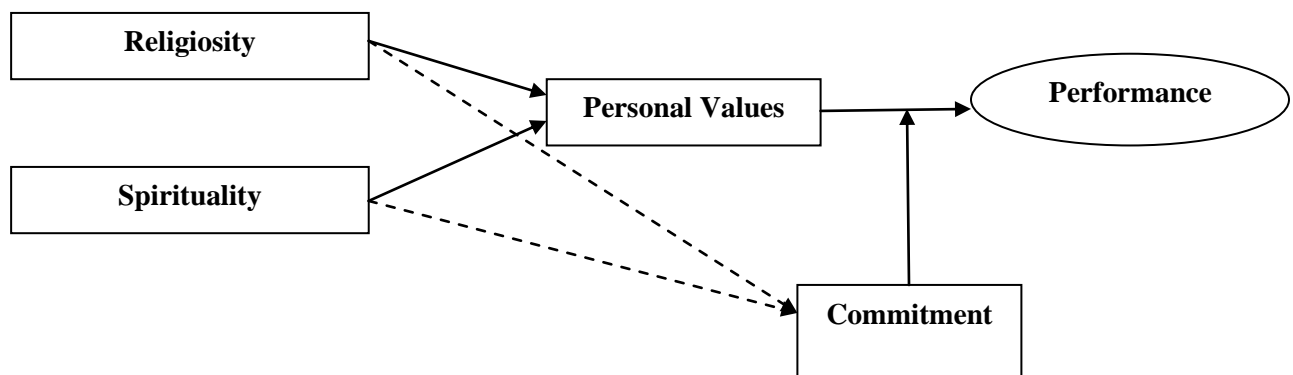 Religiosity
Performance
Personal Values
Spirituality
Commitment